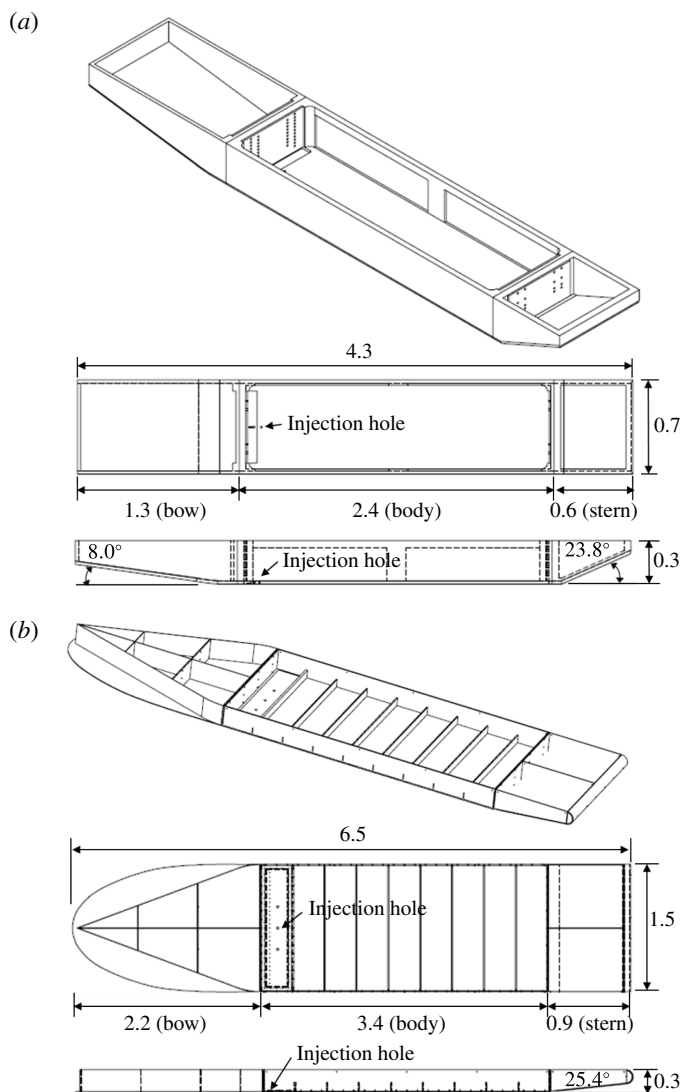 (a)
4.3
Injection hole
0.7
1.3 (bow)
2.4 (body)
0.6 (stern)
8.0°
Injection hole
23.8°
0.3
(b)
6.5
Injection hole
1.5
2.2 (bow)
3.4 (body)
0.9 (stern)
Injection hole
25.4°
0.3